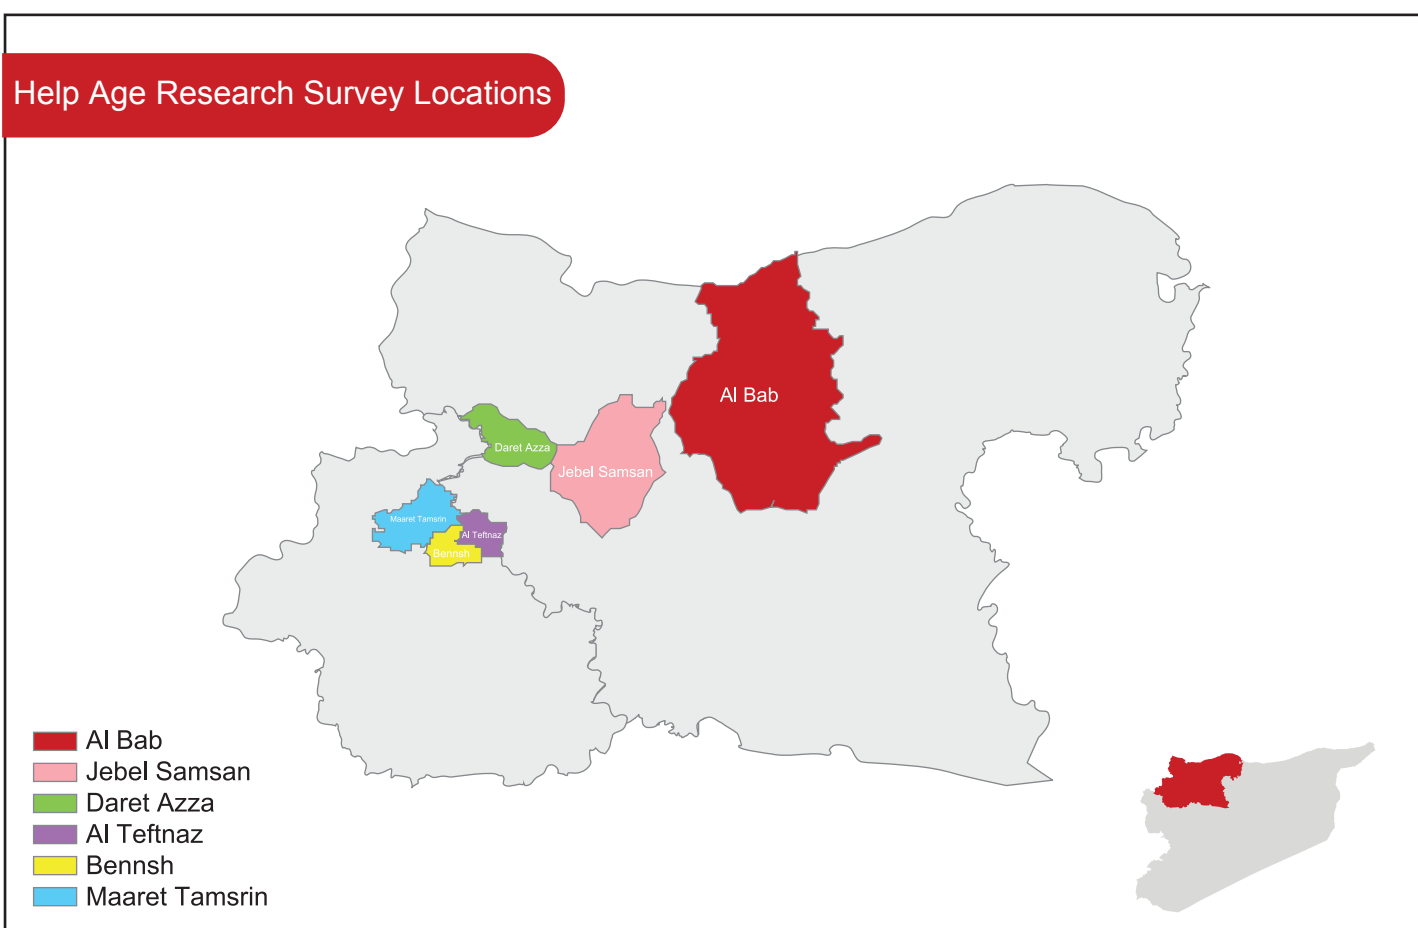 Help Age Research Survey Locations
Al Bab
Daret Azza
Jebel Samsan
Maaret Tamsrin
Al Teftnaz
Bennsh
Al Bab
Jebel Samsan
Daret Azza
Al Teftnaz
Bennsh
Maaret Tamsrin